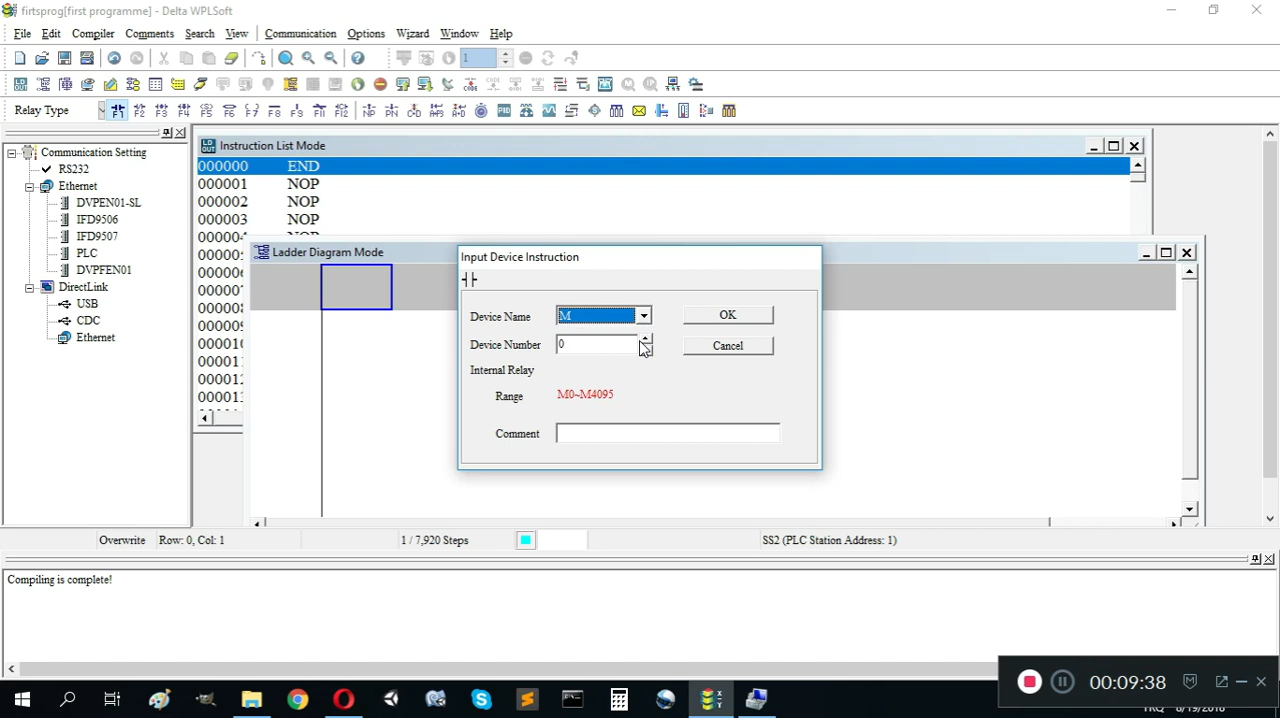 firtsprog[first programme] - Delta WPLSoft
File Edit Compiler Comments Search View Communication Options Wizard Window Help
1
Relay Type
Communication Setting
RS232
Ethernet
DVPEN01-SL
IFD9506
IFD9507
PLC
DVPFEN01
DirectLink
USB
CDC
Ethernet
Instruction List Mode
000000 END
000001 NOP
000002 NOP
000003 NOP
Ladder Diagram Mode
Input Device Instruction
Device Name M OK
Device Number 0 Cancel
Internal Relay
Range M0~M4095
Comment
Overwrite Row: 0, Col: 1 1 / 7,920 Steps SS2 (PLC Station Address: 1)
Compiling is complete!
00:09:38